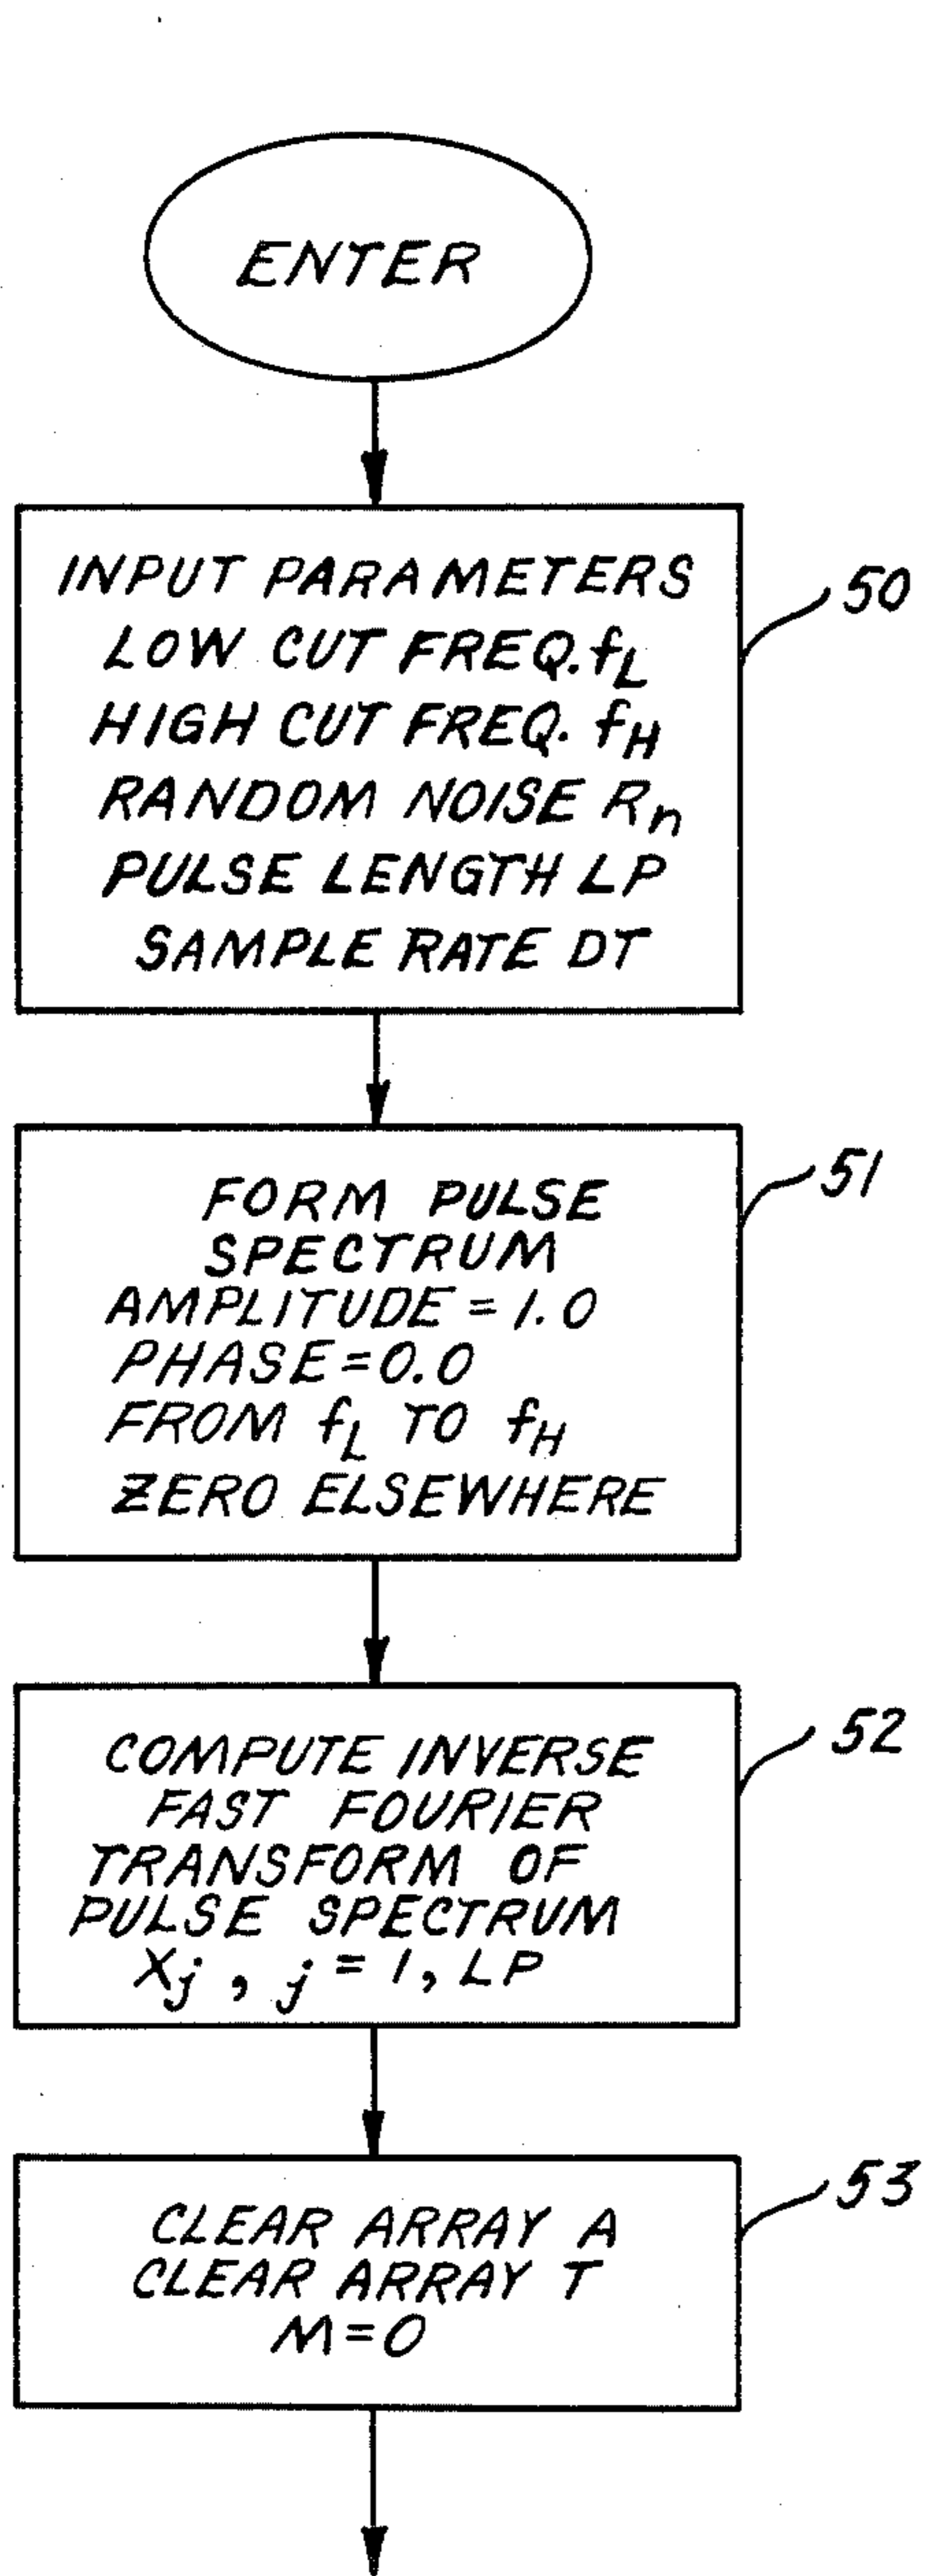 ENTER
INPUT PARAMETERS
LOW CUT FREQ. fL
HIGH CUT FREQ. fH
RANDOM NOISE Rn
PULSE LENGTH LP
SAMPLE RATE DT
50
FORM PULSE
SPECTRUM
AMPLITUDE = 1.0
PHASE = 0.0
FROM fL TO fH
ZERO ELSEWHERE
51
COMPUTE INVERSE
FAST FOURIER
TRANSFORM OF
PULSE SPECTRUM
Xj , j = 1, LP
52
CLEAR ARRAY A
CLEAR ARRAY T
M = 0
53